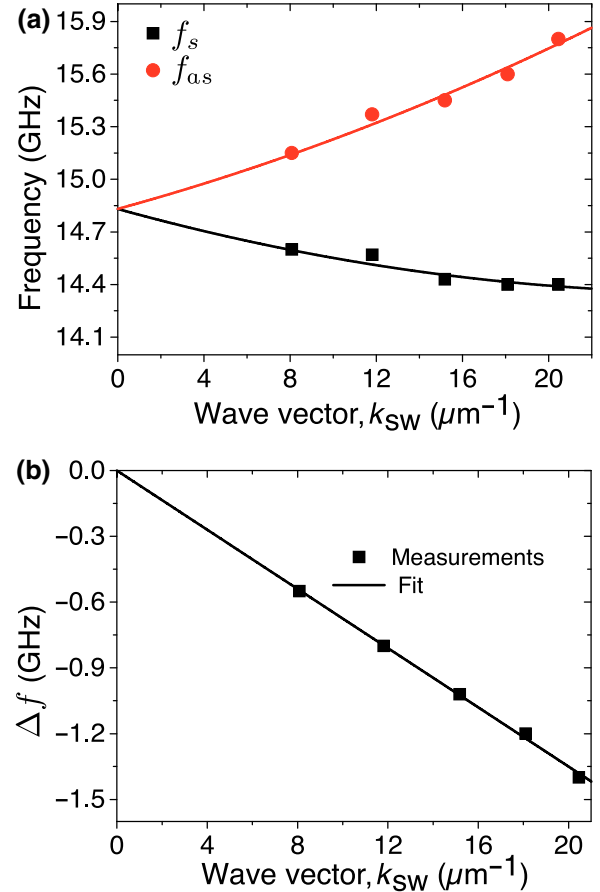 (a)
15.9
15.6
15.3
15.0
14.7
14.4
14.1
Frequency (GHz)
f_s
f_as
0 4 8 12 16 20
Wave vector, k_SW (μm⁻¹)
(b)
0.0
−0.3
−0.6
−0.9
−1.2
−1.5
Δf (GHz)
Measurements
Fit
0 4 8 12 16 20
Wave vector, k_SW (μm⁻¹)